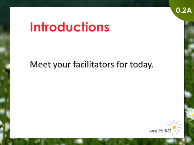 0.2A
Introductions
Meet your facilitators for today.